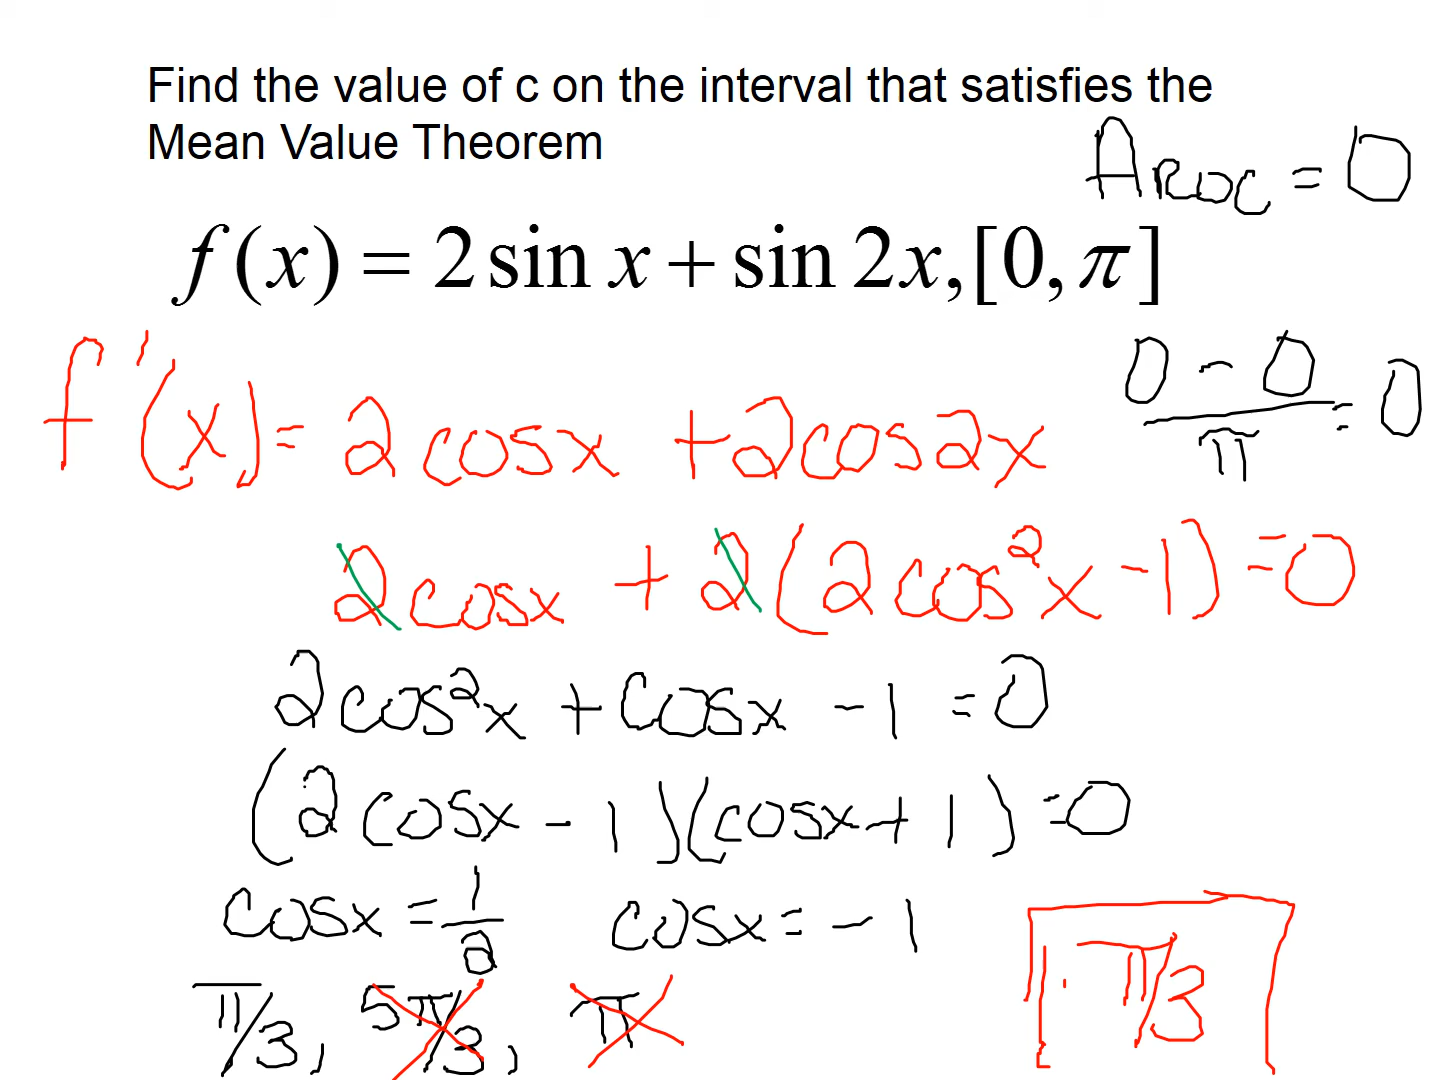 Find the value of c on the interval that satisfies the
Mean Value Theorem
AROC = 0
f(x) = 2 sin x + sin 2x, [0, π]
0 - 0 / π = 0
f'(x) = 2cosx + 2cos2x
2cosx + 2(2cos²x - 1) = 0
2cos²x + cosx - 1 = 0
(2cosx - 1)(cosx + 1) = 0
cosx = 1/2 cosx = -1
π/3, 5π/3, π
π/3